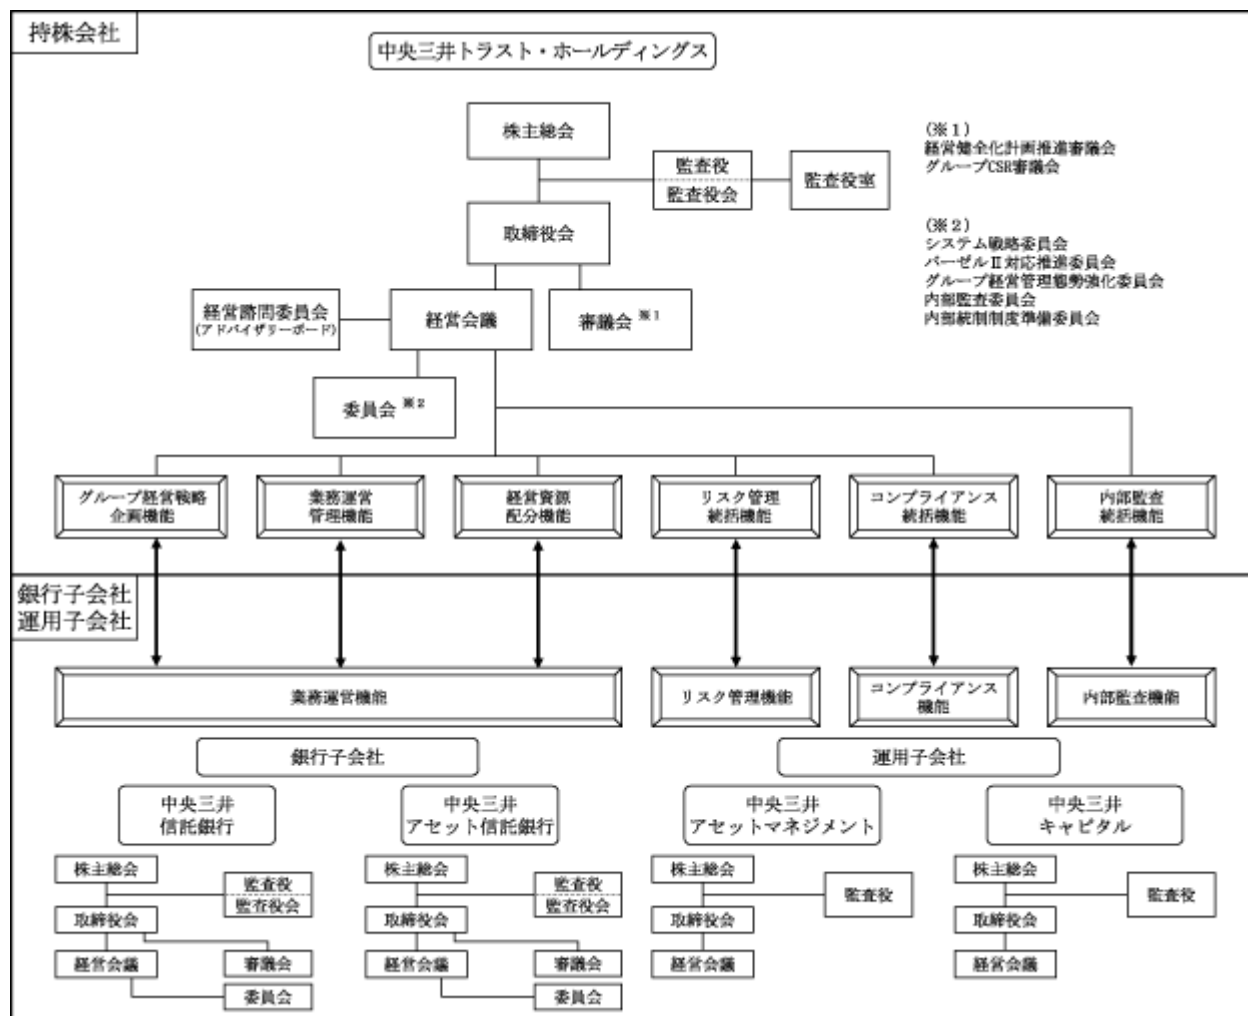 持株会社
中央三井トラスト・ホールディングス
株主総会
監査役
監査役会
監査役室
取締役会
(※1)
経営健全化計画推進審議会
グループCSR審議会
(※2)
システム戦略委員会
バーゼルⅡ対応推進委員会
グループ経営管理態勢強化委員会
内部監査委員会
内部統制制度準備委員会
経営諮問委員会
(アドバイザリーボード)
経営会議
審議会 ※1
委員会 ※2
グループ経営戦略
企画機能
業務運営
管理機能
経営資源
配分機能
リスク管理
統括機能
コンプライアンス
統括機能
内部監査
統括機能
銀行子会社
運用子会社
業務運営機能
リスク管理機能
コンプライアンス
機能
内部監査機能
銀行子会社
運用子会社
中央三井
信託銀行
中央三井
アセット信託銀行
中央三井
アセットマネジメント
中央三井
キャピタル
株主総会
監査役
監査役会
取締役会
経営会議
審議会
委員会
株主総会
監査役
監査役会
取締役会
経営会議
審議会
委員会
株主総会
監査役
取締役会
経営会議
株主総会
監査役
取締役会
経営会議